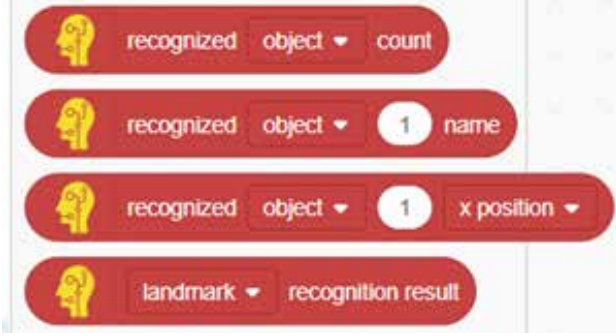 recognized object count
recognized object 1 name
recognized object 1 x position
landmark recognition result